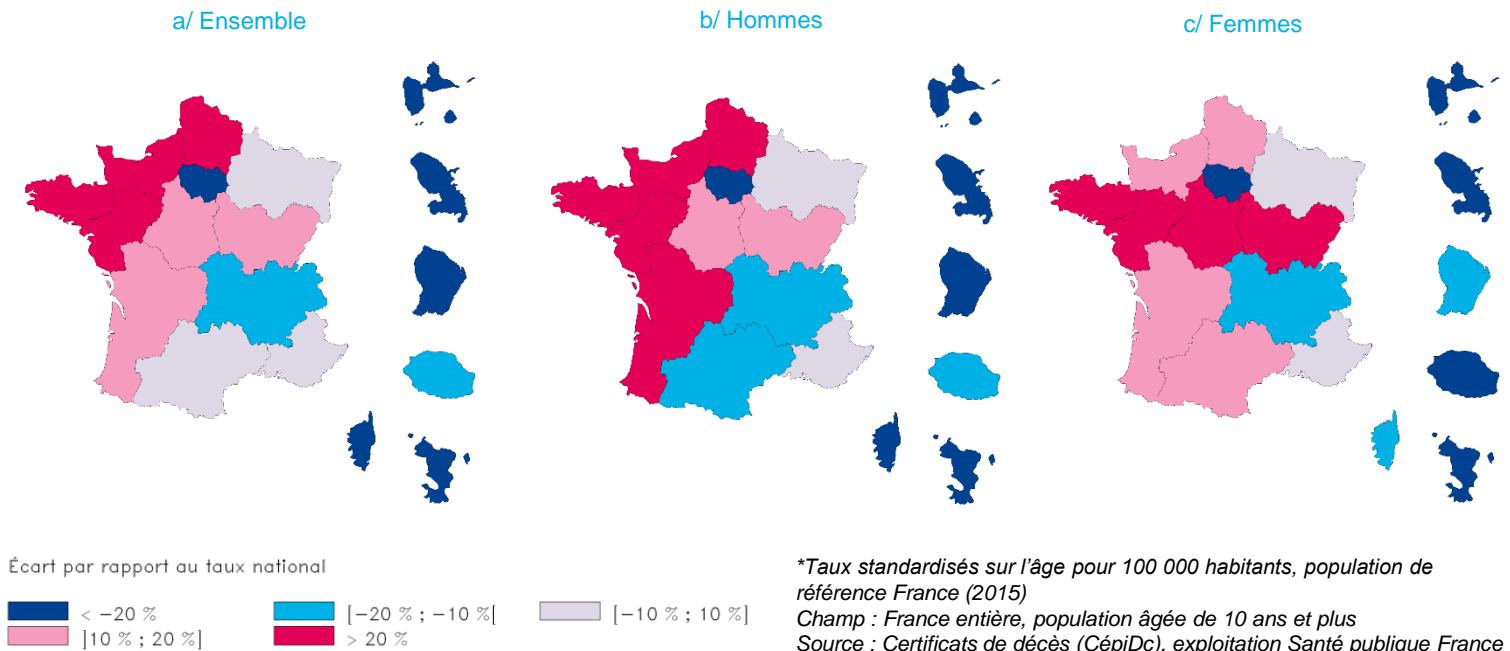 a/ Ensemble
b/ Hommes
c/ Femmes
Écart par rapport au taux national
< −20 %
[−20 % ; −10 %[
[−10 % ; 10 %]
]10 % ; 20 %]
> 20 %
*Taux standardisés sur l'âge pour 100 000 habitants, population de
référence France (2015)
Champ : France entière, population âgée de 10 ans et plus
Source : Certificats de décès (CépiDc), exploitation Santé publique France